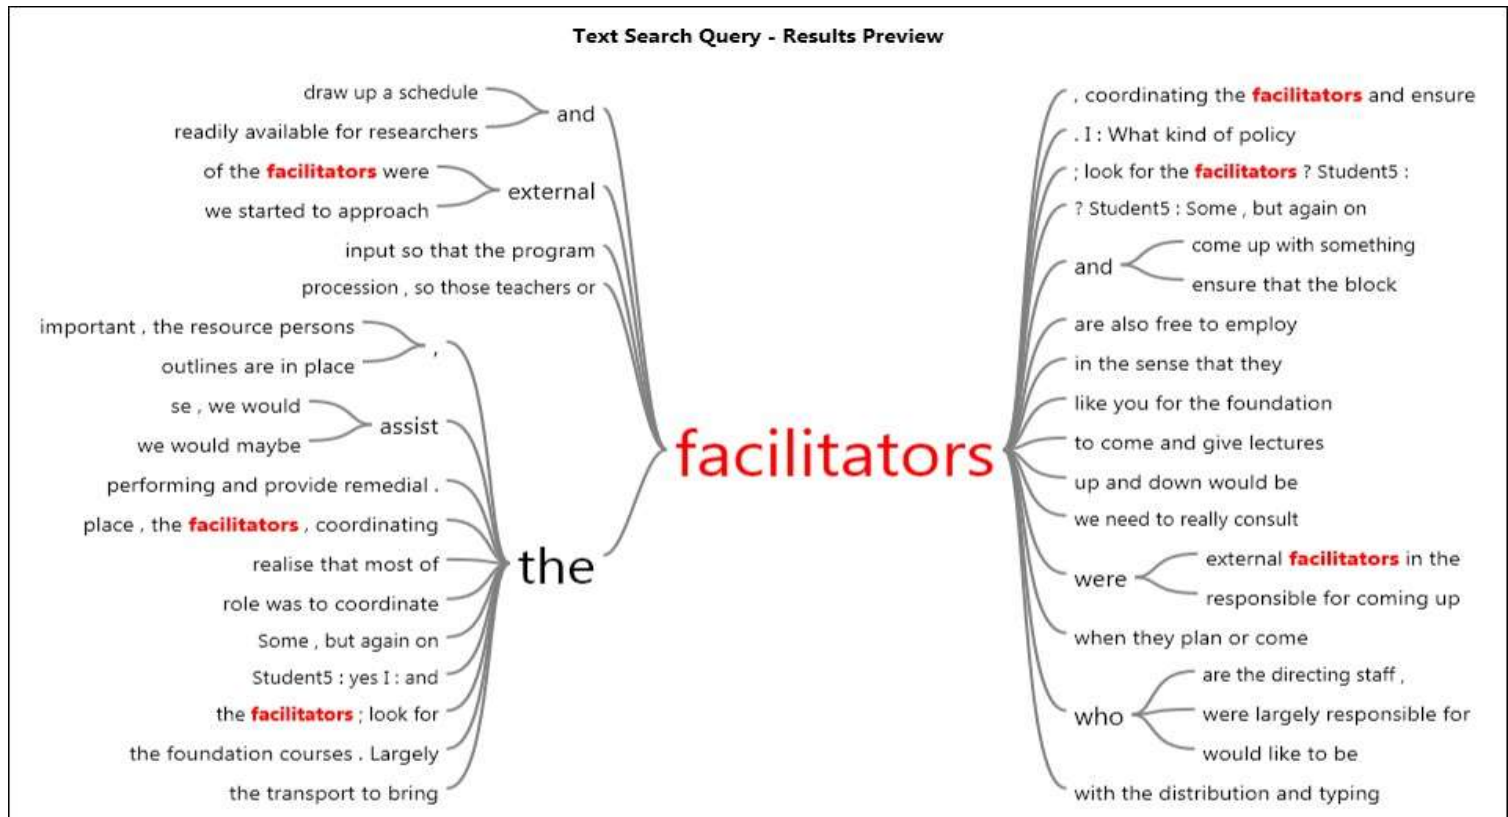 Text Search Query - Results Preview
draw up a schedule
readily available for researchers
and
of the facilitators were
we started to approach
external
input so that the program
procession , so those teachers or
important , the resource persons
outlines are in place
,
se , we would
we would maybe
assist
performing and provide remedial .
place , the facilitators , coordinating
realise that most of
role was to coordinate
Some , but again on
Student5 : yes I : and
the facilitators ; look for
the foundation courses . Largely
the transport to bring
the
facilitators
, coordinating the facilitators and ensure
. I : What kind of policy
; look for the facilitators ? Student5 :
? Student5 : Some , but again on
and
come up with something
ensure that the block
are also free to employ
in the sense that they
like you for the foundation
to come and give lectures
up and down would be
we need to really consult
were
external facilitators in the
responsible for coming up
when they plan or come
who
are the directing staff ,
were largely responsible for
would like to be
with the distribution and typing